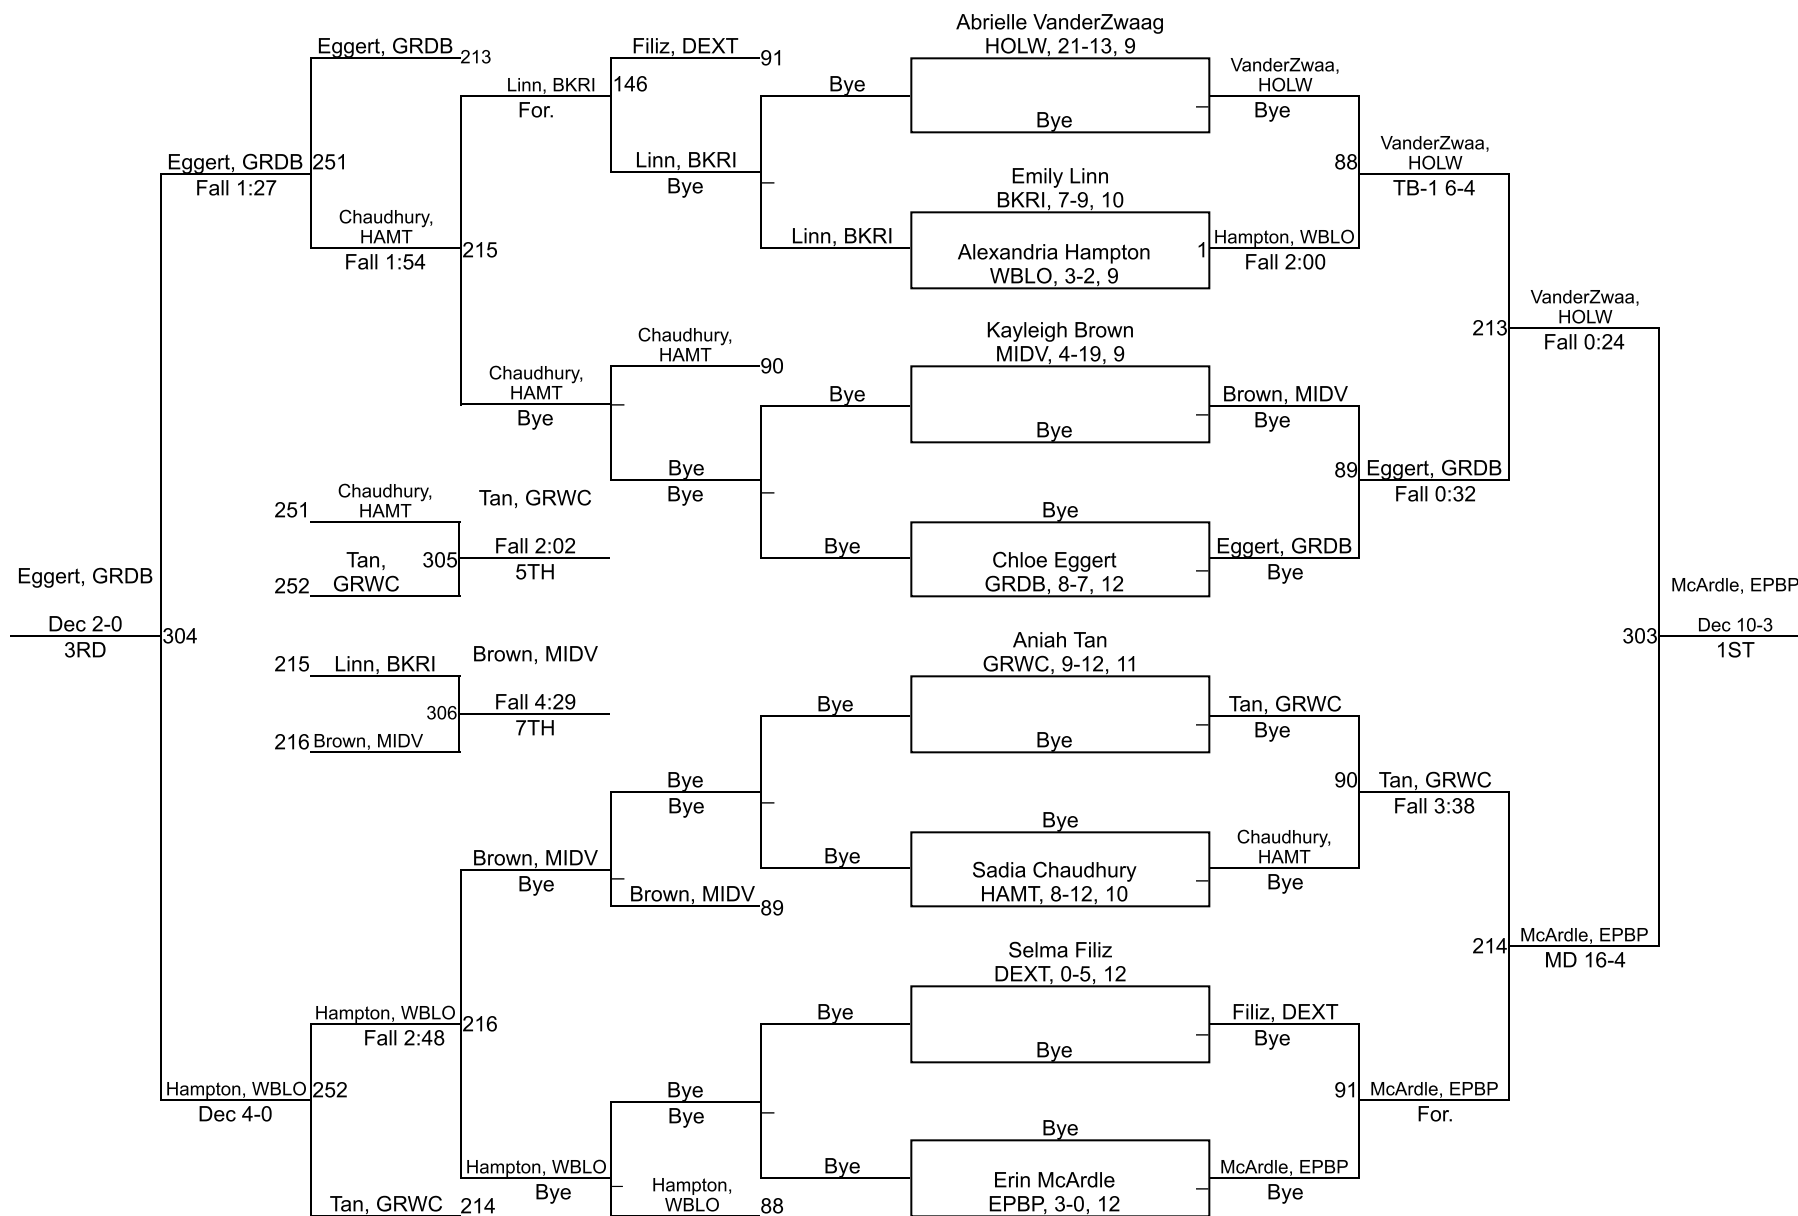 Abrielle VanderZwaag
HOLW, 21-13, 9
Eggert, GRDB
213
Filiz, DEXT
91
VanderZwaa,
HOLW
Linn, BKRI
146
Bye
For.
Bye
Bye
VanderZwaa,
HOLW
Eggert, GRDB
251
Linn, BKRI
88
Fall 1:27
Bye
TB-1 6-4
Emily Linn
BKRI, 7-9, 10
Chaudhury,
HAMT
215
Fall 1:54
Linn, BKRI
Alexandria Hampton
WBLO, 3-2, 9
1
Hampton, WBLO
Fall 2:00
VanderZwaa,
HOLW
213
Fall 0:24
Kayleigh Brown
MIDV, 4-19, 9
Chaudhury,
HAMT
90
Chaudhury,
HAMT
Bye
Bye
Bye
Brown, MIDV
Bye
Bye
Bye
89
Eggert, GRDB
Fall 0:32
251
Chaudhury,
HAMT
Tan, GRWC
Bye
Tan,
GRWC
252
305
Fall 2:02
5TH
Bye
Chloe Eggert
GRDB, 8-7, 12
Eggert, GRDB
Bye
Eggert, GRDB
Dec 2-0
3RD
304
McArdle, EPBP
303
Dec 10-3
1ST
Aniah Tan
GRWC, 9-12, 11
215
Linn, BKRI
Brown, MIDV
306
Fall 4:29
7TH
216
Brown, MIDV
Bye
Bye
Tan, GRWC
Bye
Bye
Bye
90
Tan, GRWC
Fall 3:38
Bye
Brown, MIDV
Bye
Bye
Sadia Chaudhury
HAMT, 8-12, 10
Chaudhury,
HAMT
Bye
Brown, MIDV
89
214
McArdle, EPBP
MD 16-4
Selma Filiz
DEXT, 0-5, 12
Hampton, WBLO
216
Fall 2:48
Bye
Bye
Filiz, DEXT
Bye
Hampton, WBLO
252
Dec 4-0
Bye
Bye
91
McArdle, EPBP
For.
Bye
Hampton, WBLO
Bye
Bye
Erin McArdle
EPBP, 3-0, 12
McArdle, EPBP
Bye
Tan, GRWC
214
Hampton,
WBLO
88